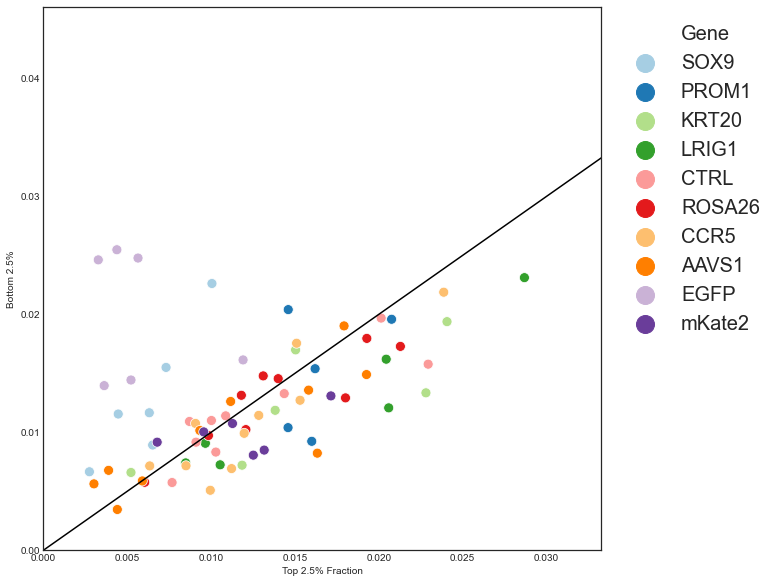 Gene
SOX9
PROM1
KRT20
LRIG1
CTRL
ROSA26
CCR5
AAVS1
EGFP
mKate2
0.04
0.03
0.02
0.01
0.00
Bottom 2.5%
0.000 0.005 0.010 0.015 0.020 0.025 0.030
Top 2.5% Fraction